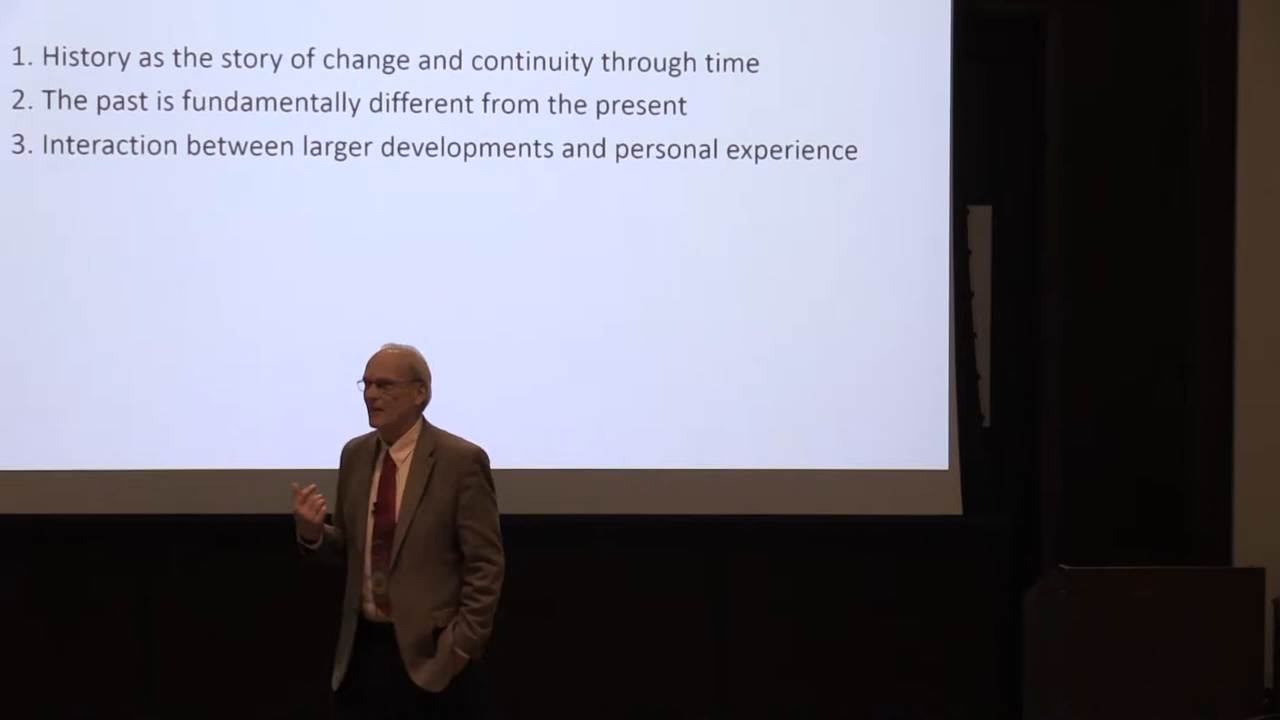 1. History as the story of change and continuity through time
2. The past is fundamentally different from the present
3. Interaction between larger developments and personal experience